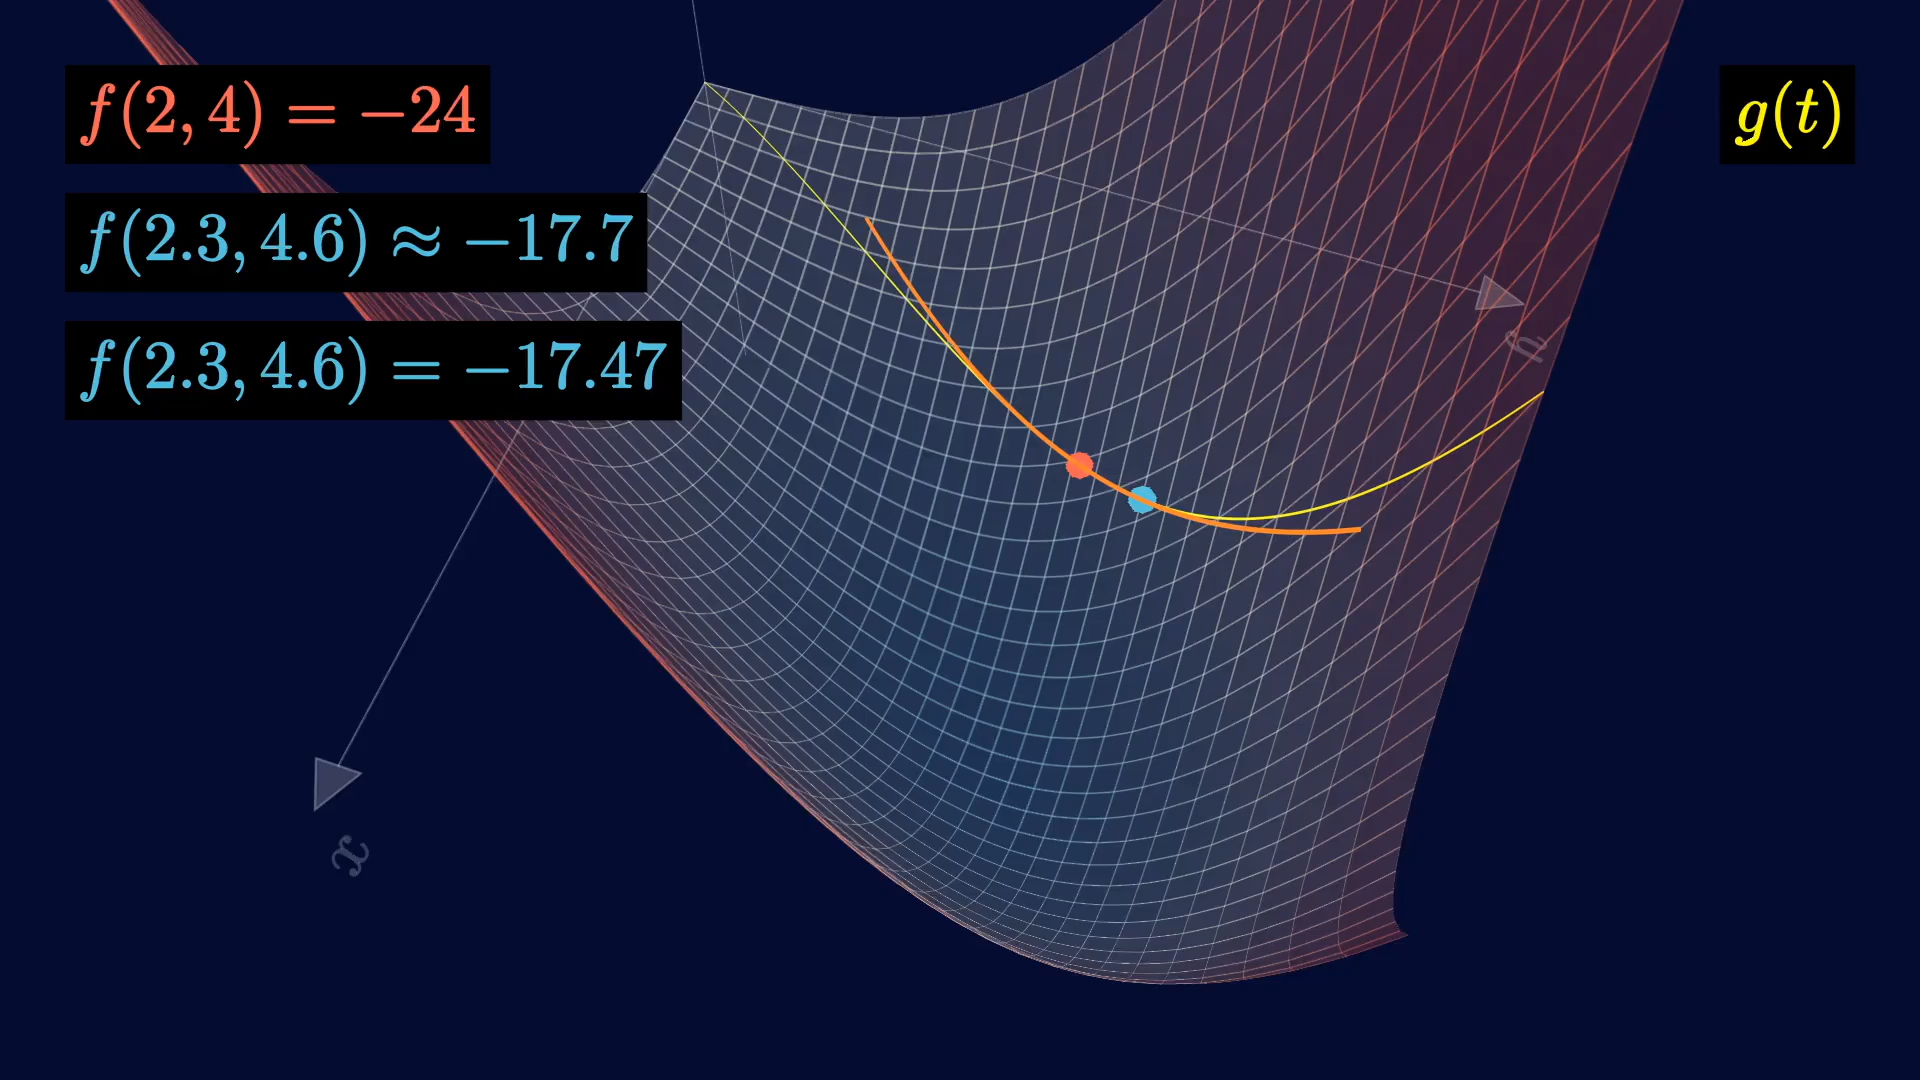 f(2, 4) = −24
g(t)
f(2.3, 4.6) ≈ −17.7
f(2.3, 4.6) = −17.47
y
x